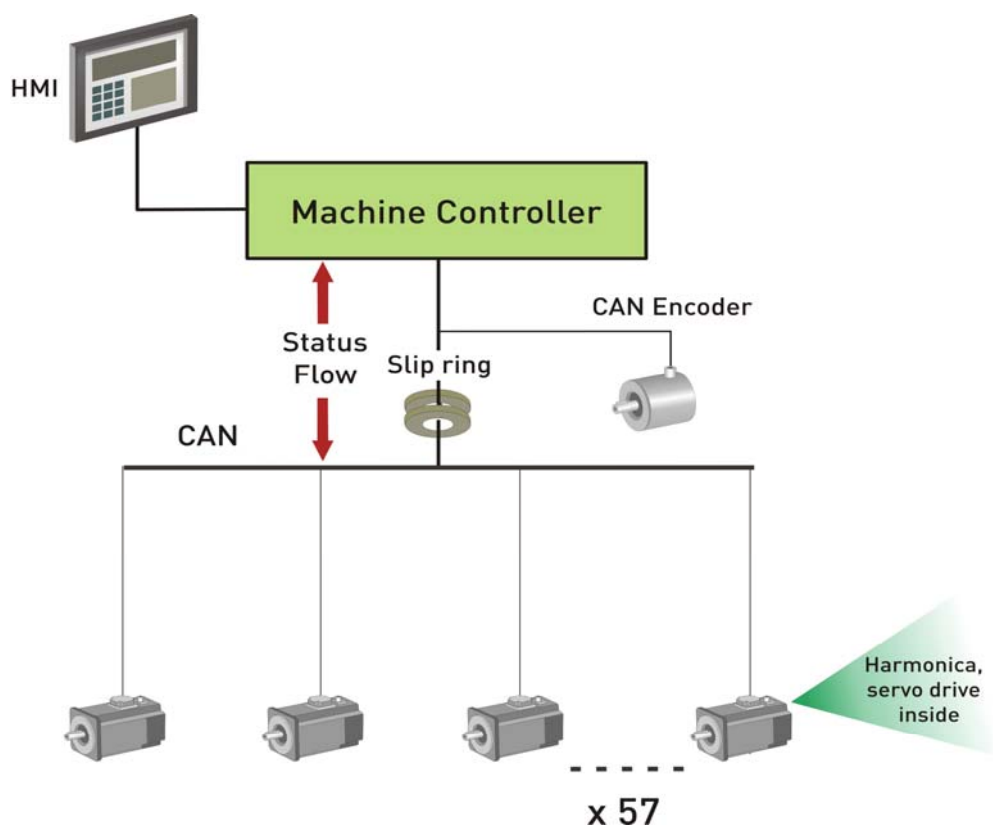 HMI
Machine Controller
CAN Encoder
Status
Flow
Slip ring
CAN
Harmonica,
servo drive
inside
x 57